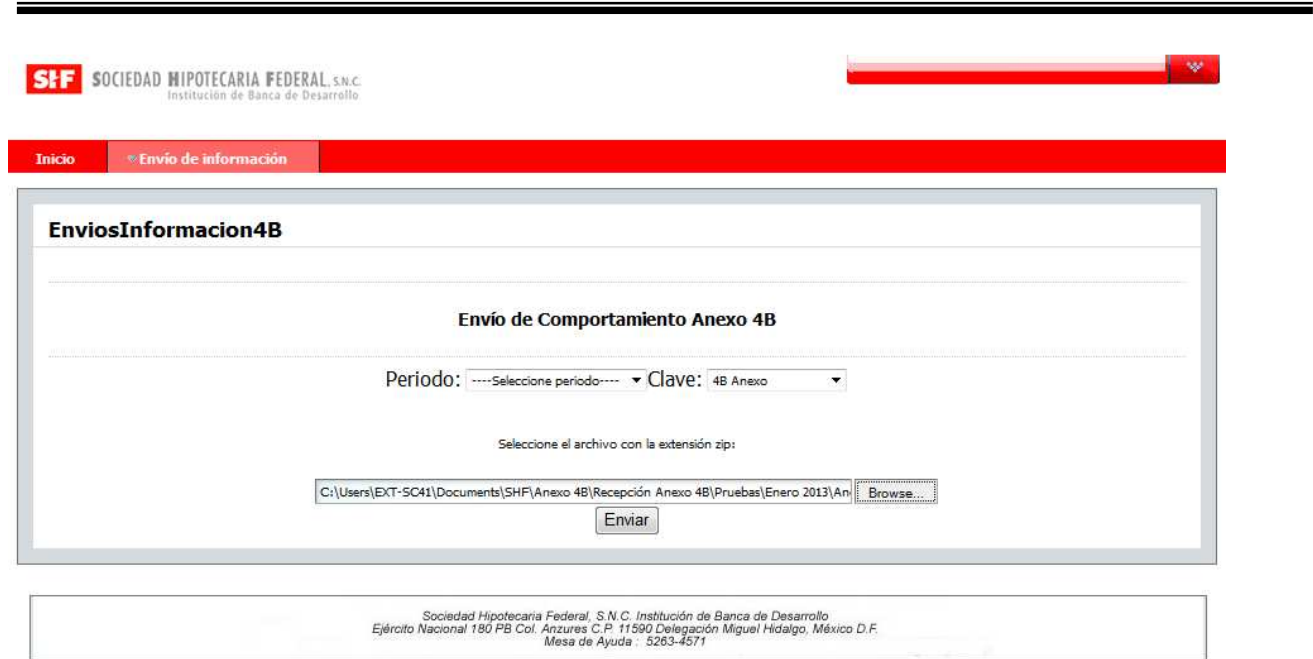 SHF SOCIEDAD HIPOTECARIA FEDERAL, S.N.C.
Institución de Banca de Desarrollo
Inicio Envío de información
EnviosInformacion4B
Envío de Comportamiento Anexo 4B
Periodo: ----Seleccione periodo---- Clave: 4B Anexo
Seleccione el archivo con la extensión zip:
C:\Users\EXT-SC41\Documents\SHF\Anexo 4B\Recepción Anexo 4B\Pruebas\Enero 2013\An Browse...
Enviar
Sociedad Hipotecaria Federal, S.N.C. Institución de Banca de Desarrollo
Ejército Nacional 180 PB Col. Anzures C.P. 11590 Delegación Miguel Hidalgo, México D.F.
Mesa de Ayuda : 5263-4571